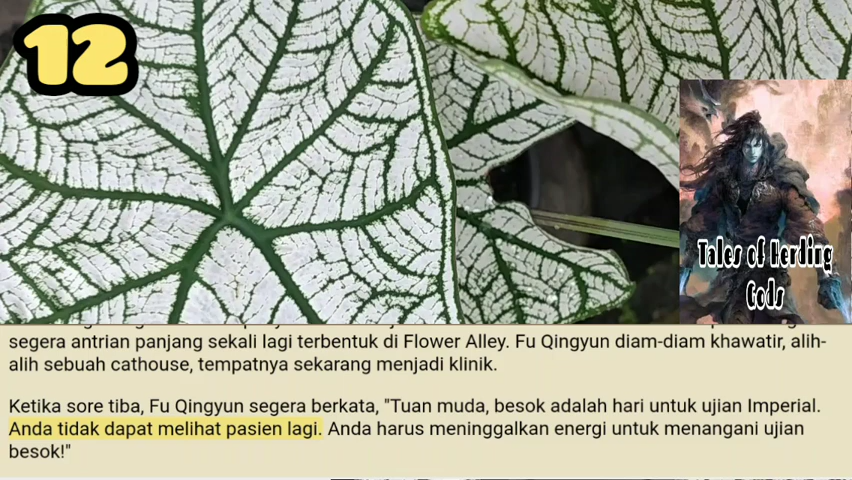 12
Tales of Herding
Gods
segera antrian panjang sekali lagi terbentuk di Flower Alley. Fu Qingyun diam-diam khawatir, alih-
alih sebuah cathouse, tempatnya sekarang menjadi klinik.
Ketika sore tiba, Fu Qingyun segera berkata, "Tuan muda, besok adalah hari untuk ujian Imperial.
Anda tidak dapat melihat pasien lagi. Anda harus meninggalkan energi untuk menangani ujian
besok!"